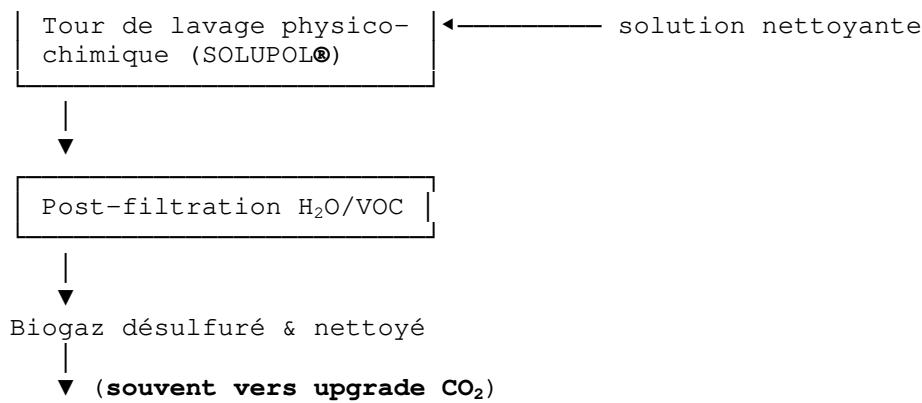 Tour de lavage physico- solution nettoyante
chimique (SOLUPOL®)
Post-filtration H₂O/VOC
Biogaz désulfuré & nettoyé
(souvent vers upgrade CO₂)